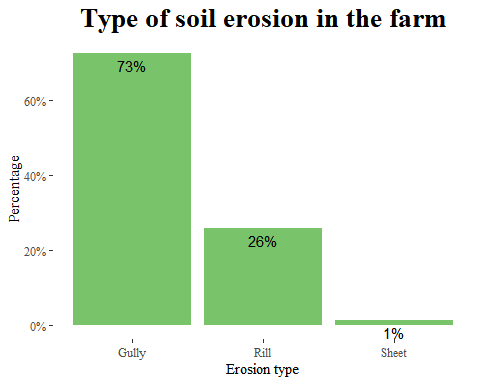 Type of soil erosion in the farm
Percentage
60%
40%
20%
0%
73%
26%
1%
Gully
Rill
Sheet
Erosion type